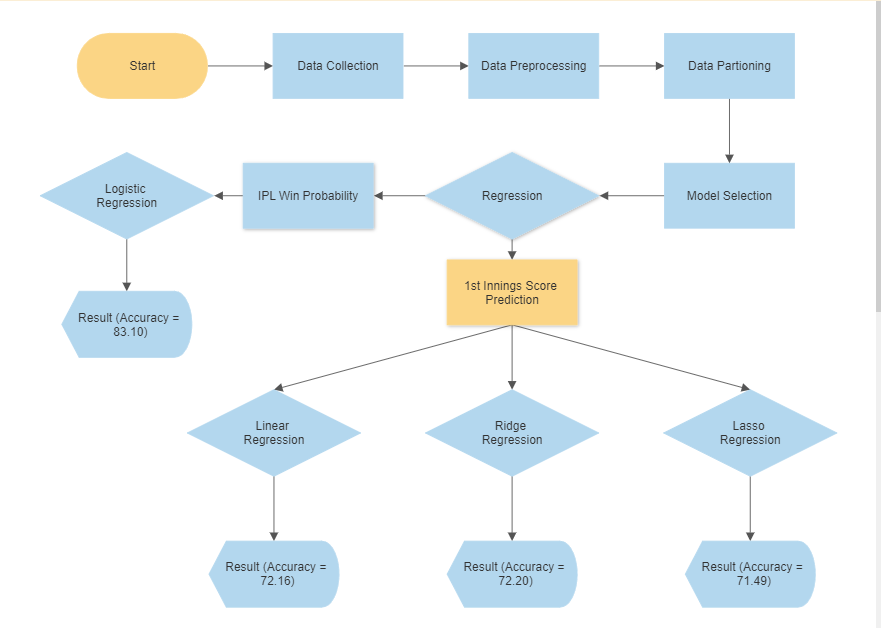 Start
Data Collection
Data Preprocessing
Data Partioning
Logistic
Regression
IPL Win Probability
Regression
Model Selection
1st Innings Score
Prediction
Result (Accuracy =
83.10)
Linear
Regression
Ridge
Regression
Lasso
Regression
Result (Accuracy =
72.16)
Result (Accuracy =
72.20)
Result (Accuracy =
71.49)